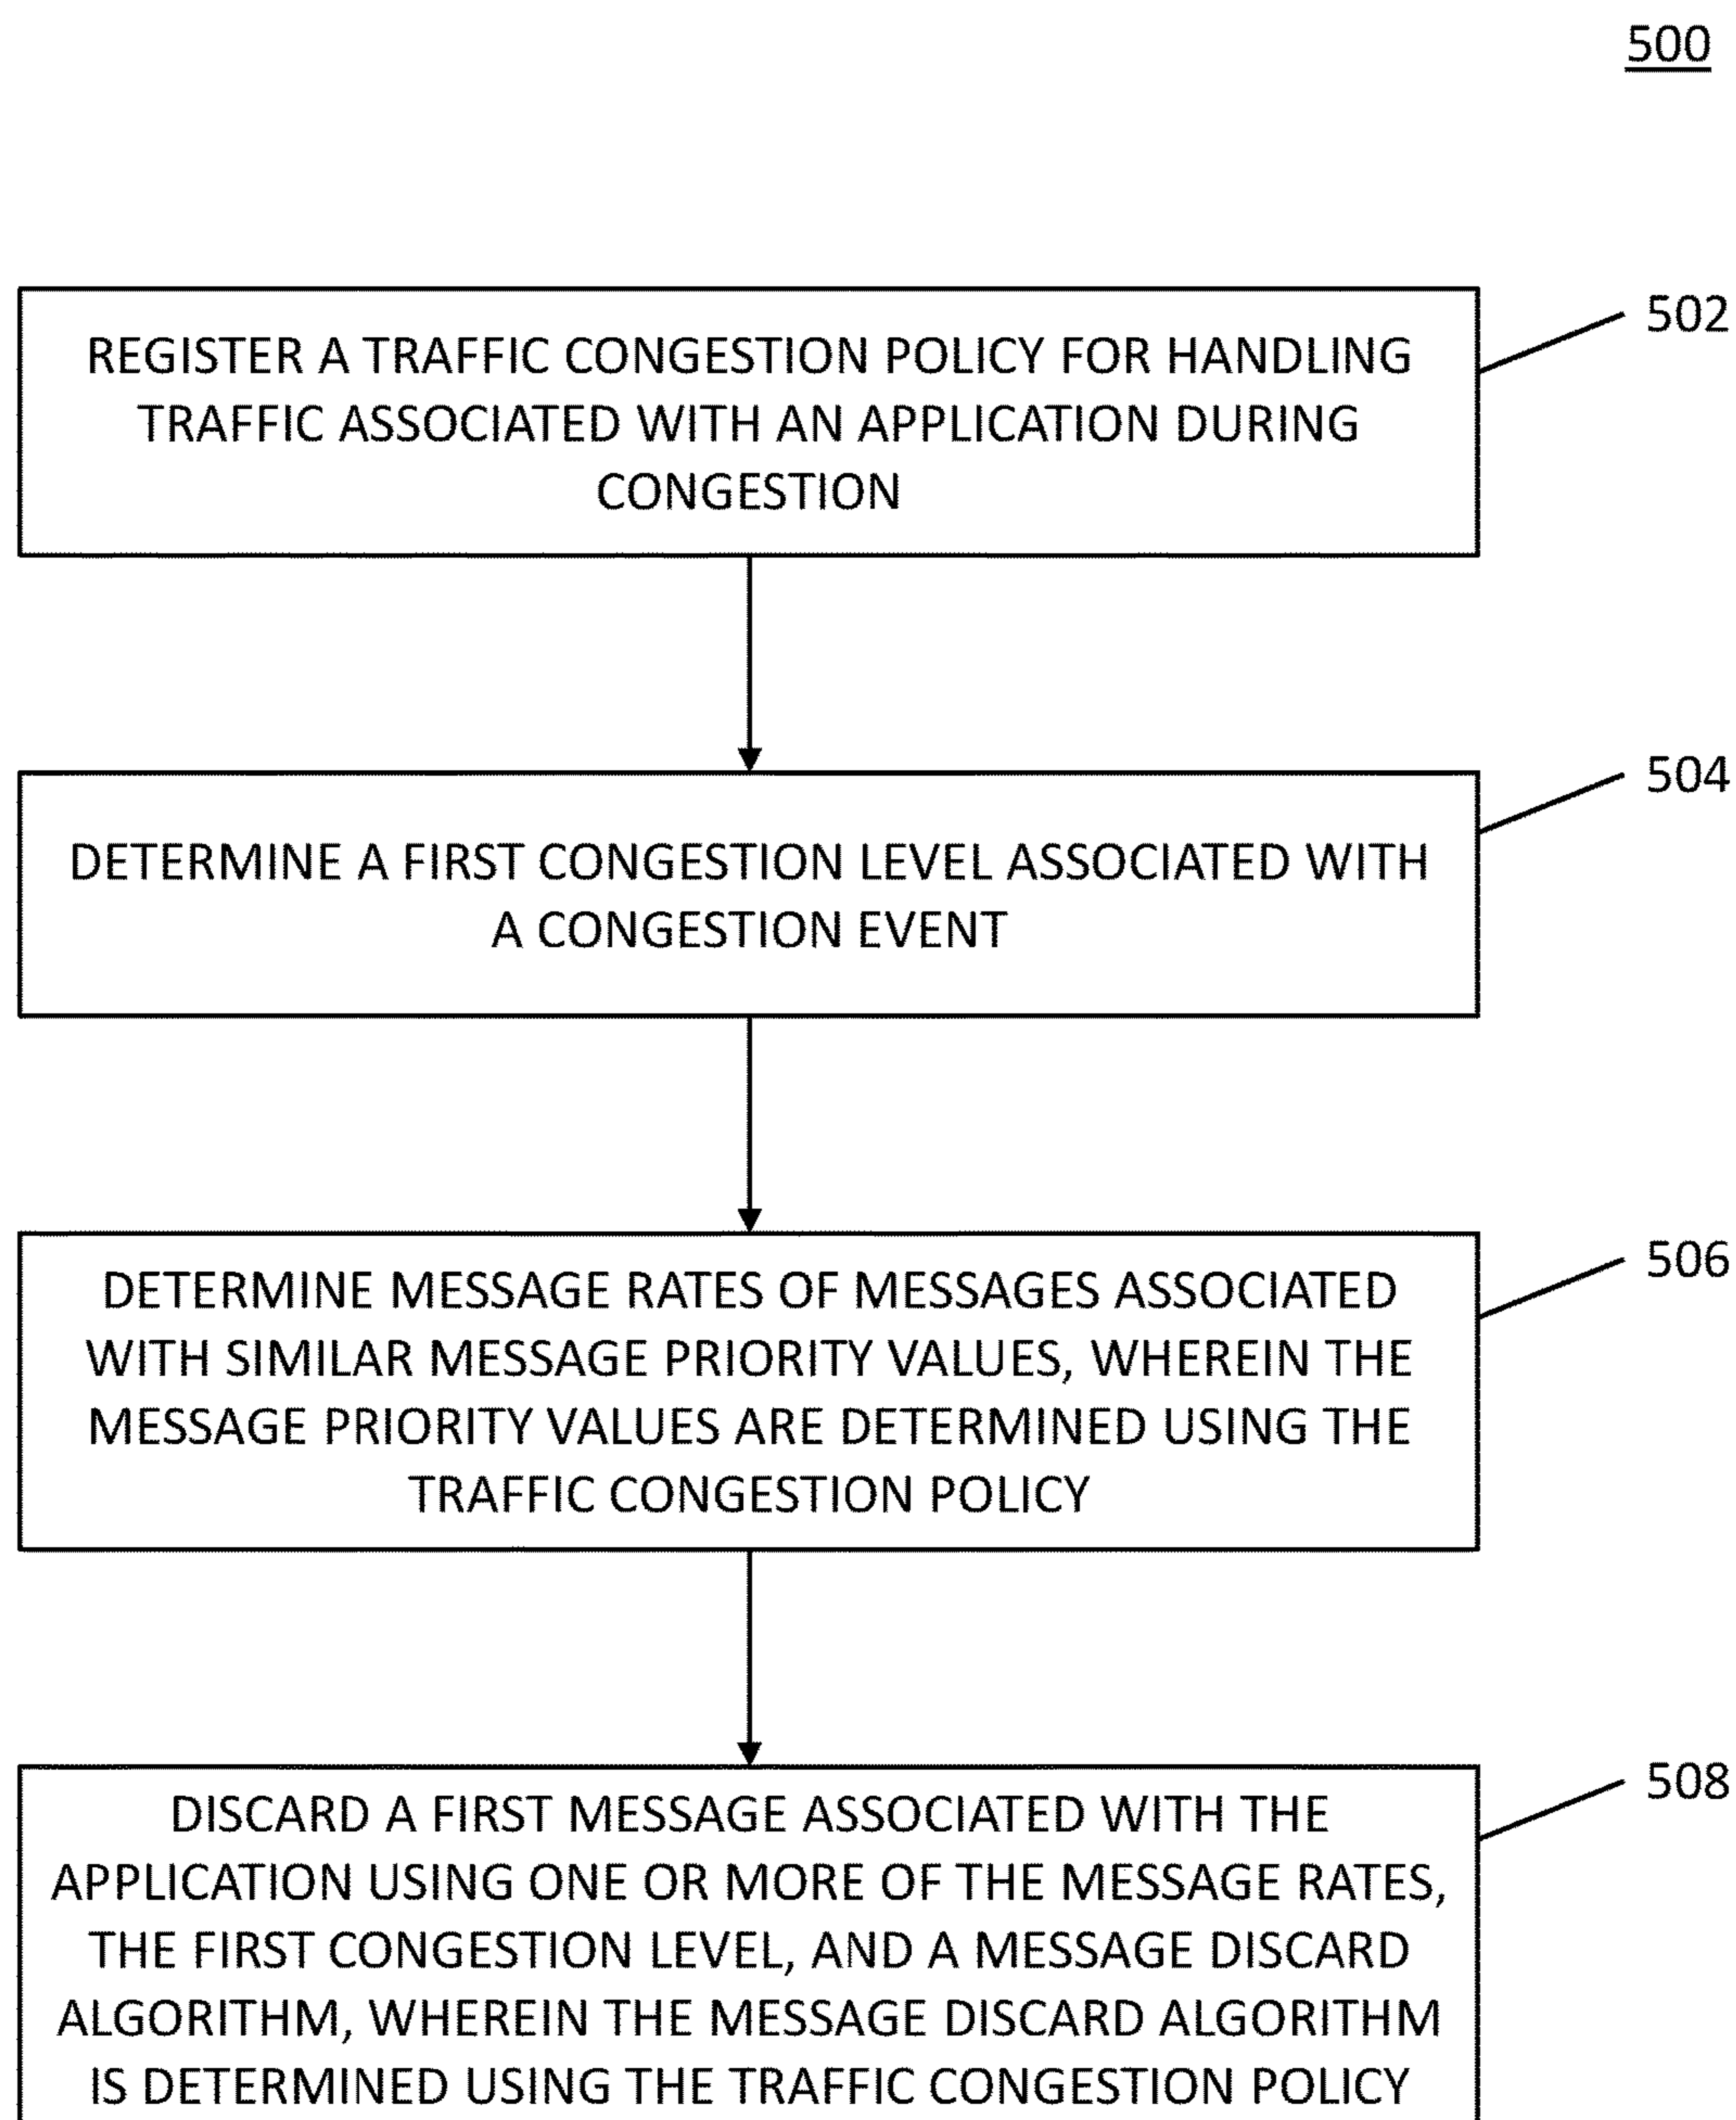 500
REGISTER A TRAFFIC CONGESTION POLICY FOR HANDLING
TRAFFIC ASSOCIATED WITH AN APPLICATION DURING
CONGESTION
502
DETERMINE A FIRST CONGESTION LEVEL ASSOCIATED WITH
A CONGESTION EVENT
504
DETERMINE MESSAGE RATES OF MESSAGES ASSOCIATED
WITH SIMILAR MESSAGE PRIORITY VALUES, WHEREIN THE
MESSAGE PRIORITY VALUES ARE DETERMINED USING THE
TRAFFIC CONGESTION POLICY
506
DISCARD A FIRST MESSAGE ASSOCIATED WITH THE
APPLICATION USING ONE OR MORE OF THE MESSAGE RATES,
THE FIRST CONGESTION LEVEL, AND A MESSAGE DISCARD
ALGORITHM, WHEREIN THE MESSAGE DISCARD ALGORITHM
IS DETERMINED USING THE TRAFFIC CONGESTION POLICY
508